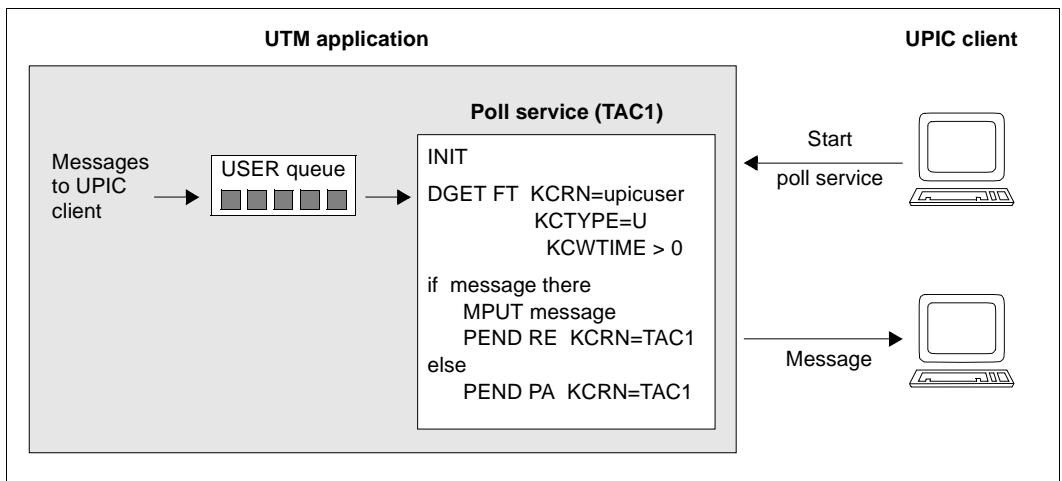 UTM application
UPIC client
Poll service (TAC1)
Messages
to UPIC
client
USER queue
INIT
DGET FT KCRN=upicuser
KCTYPE=U
KCWTIME > 0
if message there
MPUT message
PEND RE KCRN=TAC1
else
PEND PA KCRN=TAC1
Start
poll service
Message